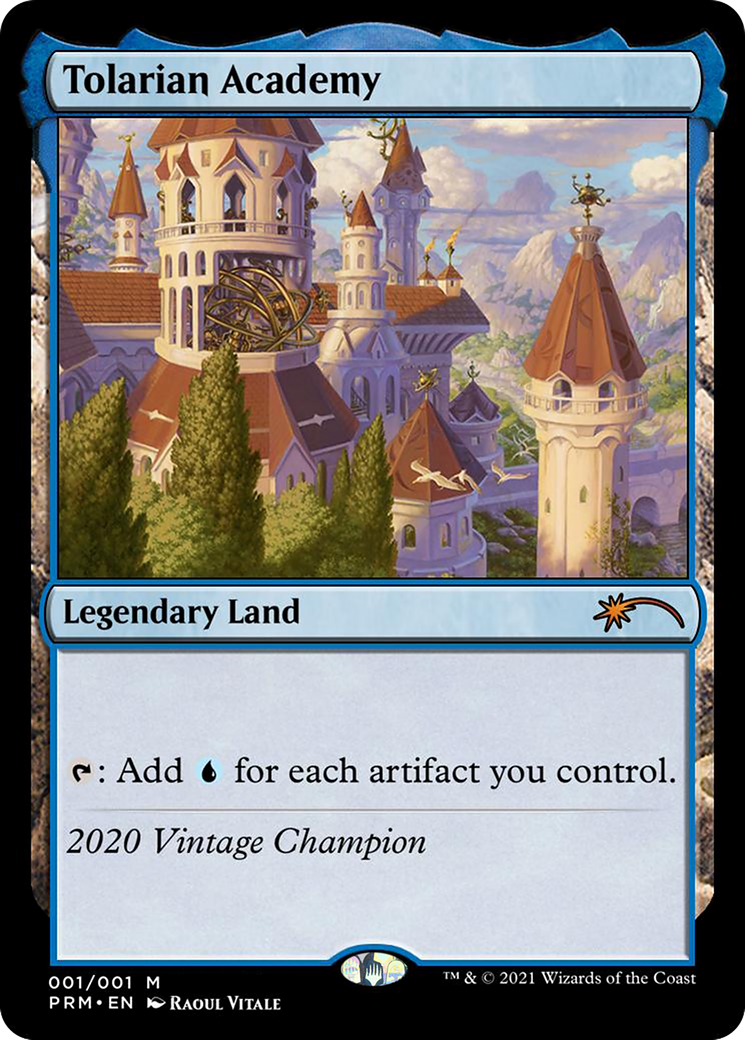 Tolarian Academy
Legendary Land
: Add for each artifact you control.
2020 Vintage Champion
001/001 M
PRM•EN Raoul Vitale
™ & © 2021 Wizards of the Coast